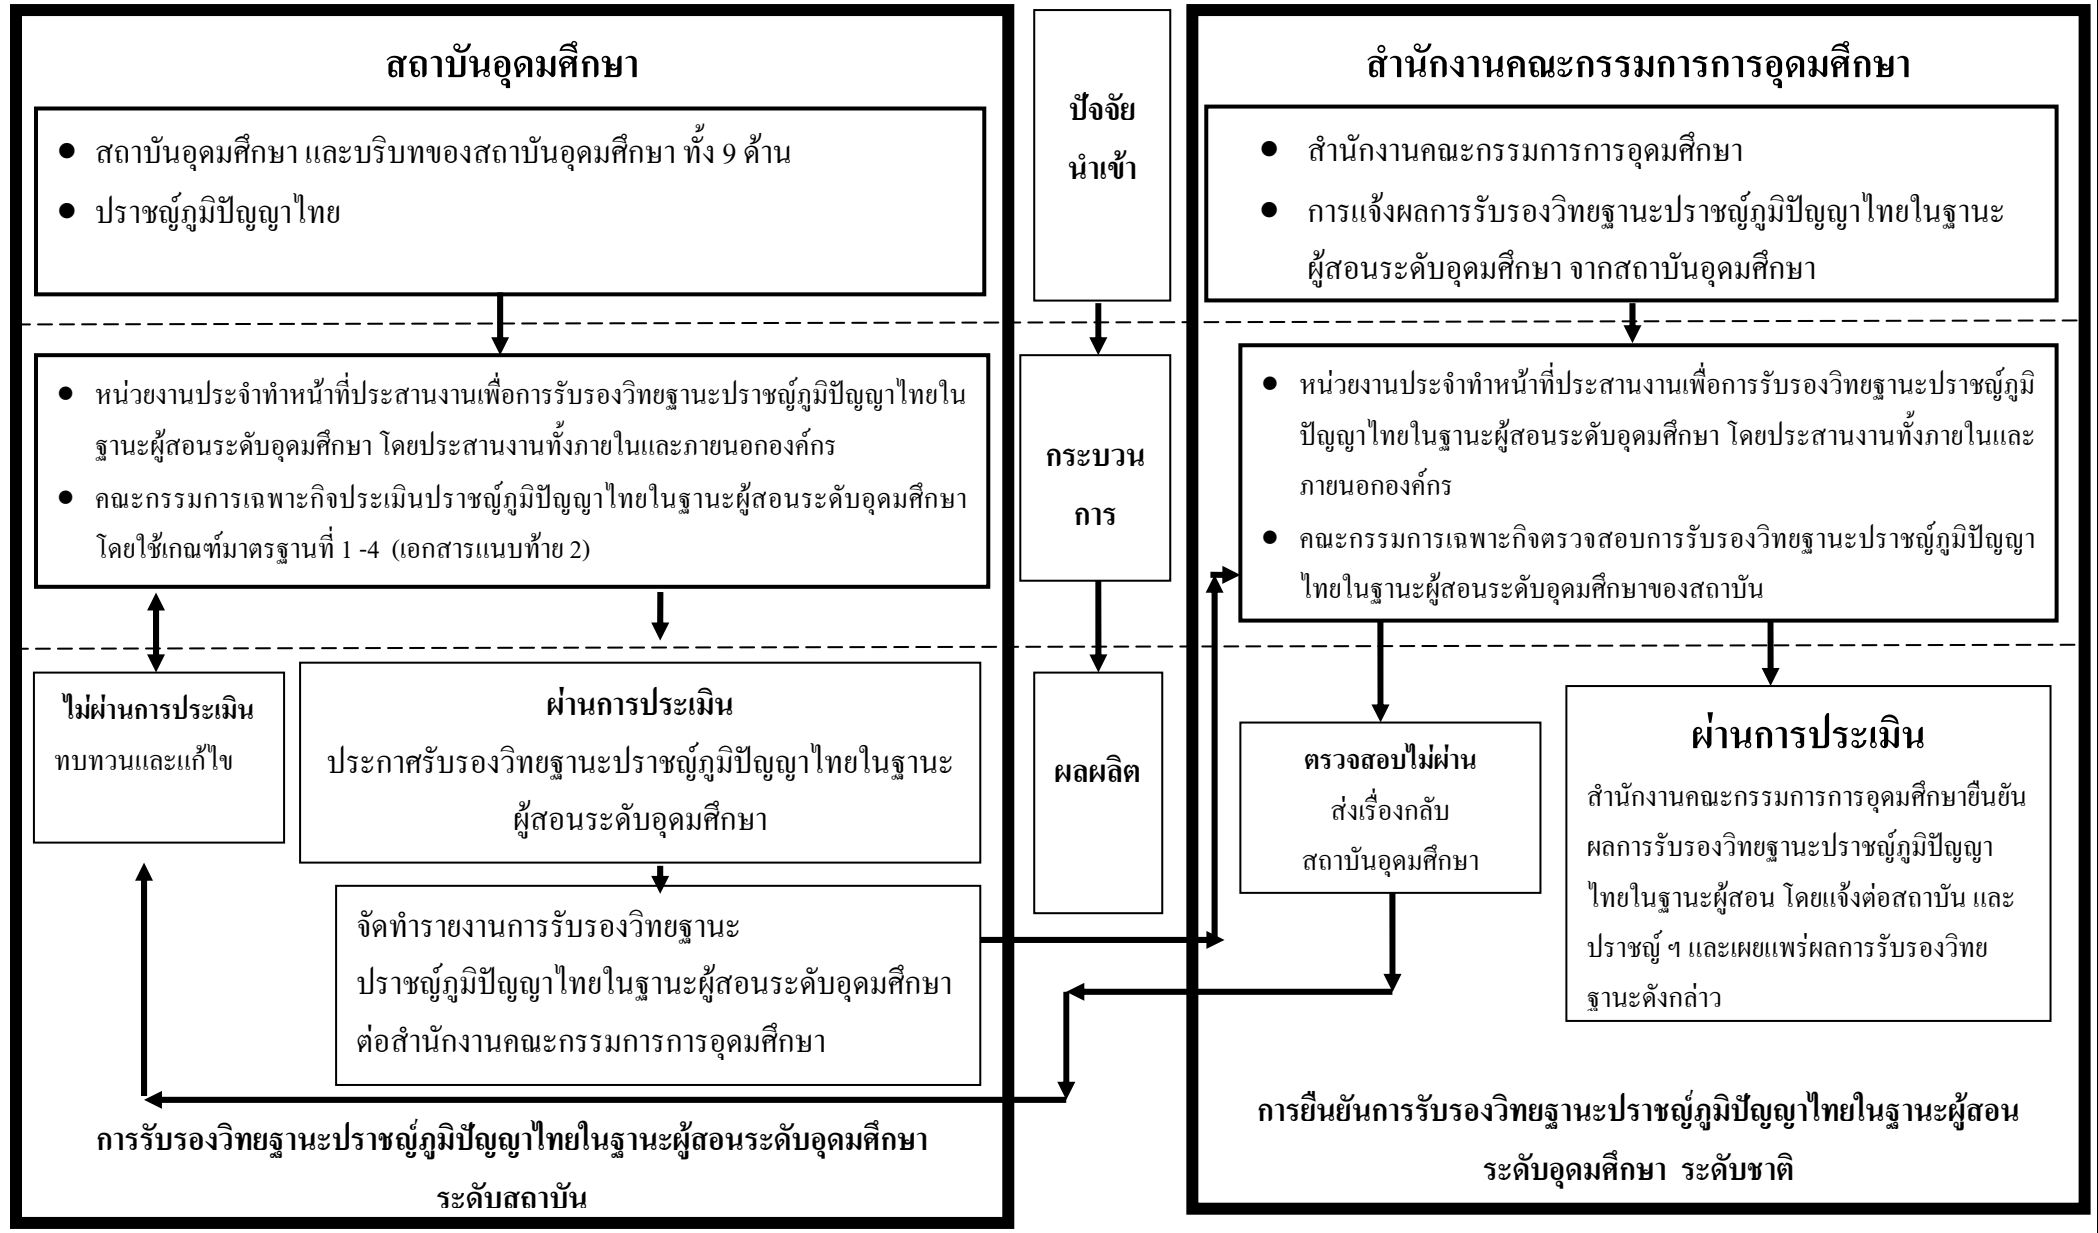 สถาบันอุดมศึกษา
● สถาบันอุดมศึกษา และบริบทของสถาบันอุดมศึกษา ทั้ง 9 ด้าน
● ปราชญ์ภูมิปัญญาไทย
● หน่วยงานประจำทำหน้าที่ประสานงานเพื่อการรับรองวิทยฐานะปราชญ์ภูมิปัญญาไทยใน
ฐานะผู้สอนระดับอุดมศึกษา โดยประสานงานทั้งภายในและภายนอกองค์กร
● คณะกรรมการเฉพาะกิจประเมินปราชญ์ภูมิปัญญาไทยในฐานะผู้สอนระดับอุดมศึกษา
โดยใช้เกณฑ์มาตรฐานที่ 1 -4 (เอกสารแนบท้าย 2)
ไม่ผ่านการประเมิน
ทบทวนและแก้ไข
ผ่านการประเมิน
ประกาศรับรองวิทยฐานะปราชญ์ภูมิปัญญาไทยในฐานะ
ผู้สอนระดับอุดมศึกษา
จัดทำรายงานการรับรองวิทยฐานะ
ปราชญ์ภูมิปัญญาไทยในฐานะผู้สอนระดับอุดมศึกษา
ต่อสำนักงานคณะกรรมการการอุดมศึกษา
การรับรองวิทยฐานะปราชญ์ภูมิปัญญาไทยในฐานะผู้สอนระดับอุดมศึกษา
ระดับสถาบัน
ปัจจัย
นำเข้า
กระบวน
การ
ผลผลิต
สำนักงานคณะกรรมการการอุดมศึกษา
● สำนักงานคณะกรรมการการอุดมศึกษา
● การแจ้งผลการรับรองวิทยฐานะปราชญ์ภูมิปัญญาไทยในฐานะ
ผู้สอนระดับอุดมศึกษา จากสถาบันอุดมศึกษา
● หน่วยงานประจำทำหน้าที่ประสานงานเพื่อการรับรองวิทยฐานะปราชญ์ภูมิ
ปัญญาไทยในฐานะผู้สอนระดับอุดมศึกษา โดยประสานงานทั้งภายในและ
ภายนอกองค์กร
● คณะกรรมการเฉพาะกิจตรวจสอบการรับรองวิทยฐานะปราชญ์ภูมิปัญญา
ไทยในฐานะผู้สอนระดับอุดมศึกษาของสถาบัน
ตรวจสอบไม่ผ่าน
ส่งเรื่องกลับ
สถาบันอุดมศึกษา
ผ่านการประเมิน
สำนักงานคณะกรรมการการอุดมศึกษายืนยัน
ผลการรับรองวิทยฐานะปราชญ์ภูมิปัญญา
ไทยในฐานะผู้สอน โดยแจ้งต่อสถาบัน และ
ปราชญ์ ฯ และเผยแพร่ผลการรับรองวิทย
ฐานะดังกล่าว
การยืนยันการรับรองวิทยฐานะปราชญ์ภูมิปัญญาไทยในฐานะผู้สอน
ระดับอุดมศึกษา ระดับชาติ